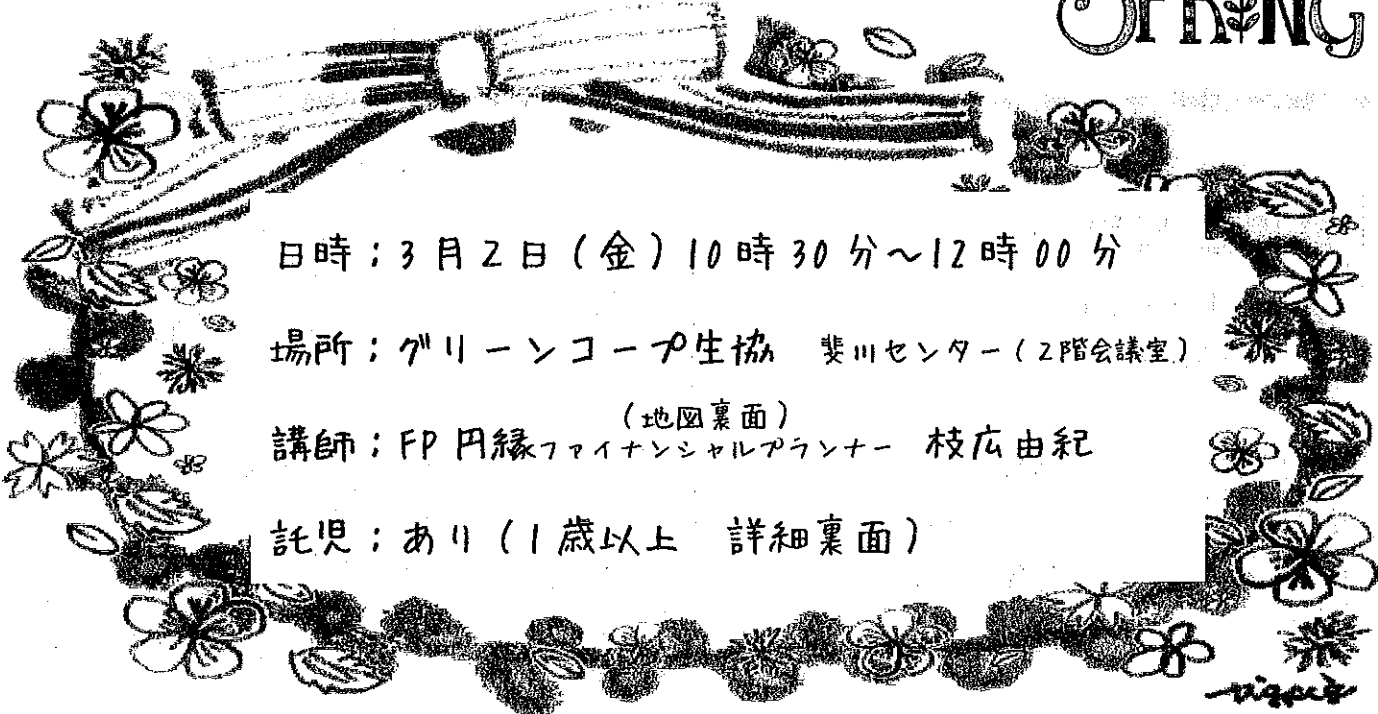 SPRING
日時；3月2日（金）10時30分～12時00分
場所；グリーンコープ生協　斐川センター（2階会議室）
（地図裏面）
講師；FP円縁ファイナンシャルプランナー　枝広由紀
託児；あり（1歳以上　詳細裏面）